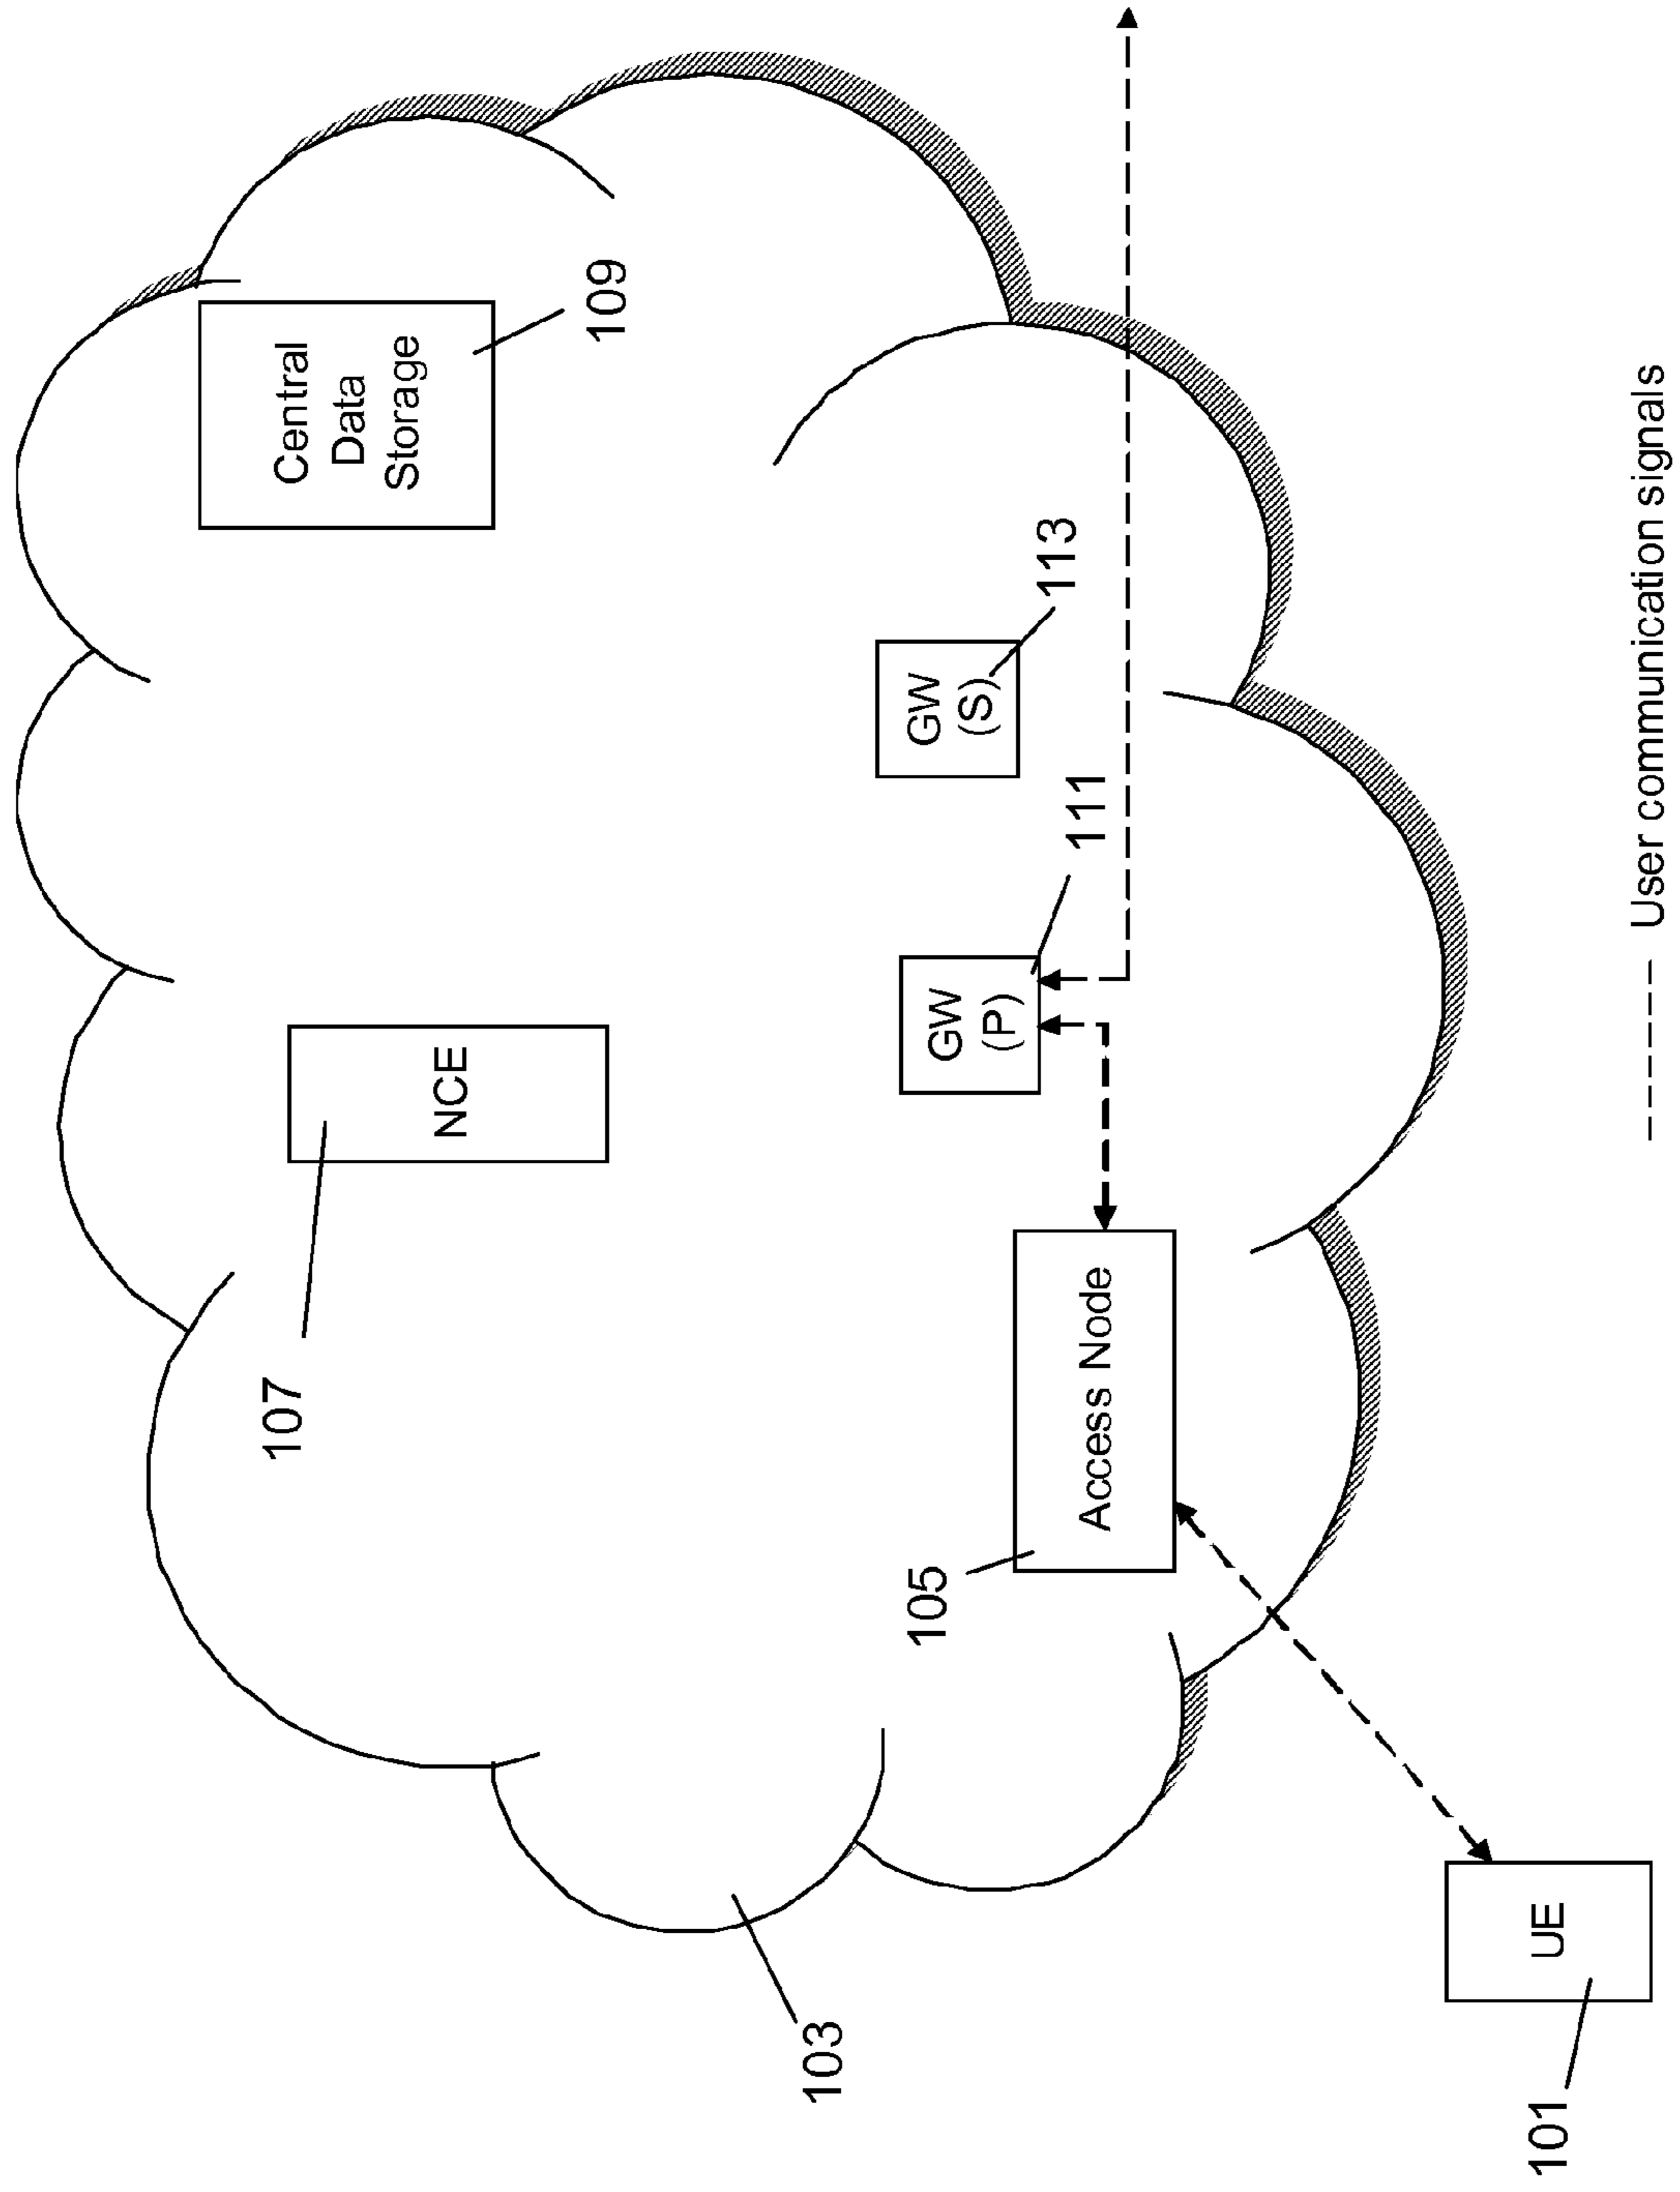 107
NCE
Central
Data
Storage
109
103
105
Access Node
GW
(P)
111
GW
(S)
113
101
UE
User communication signals